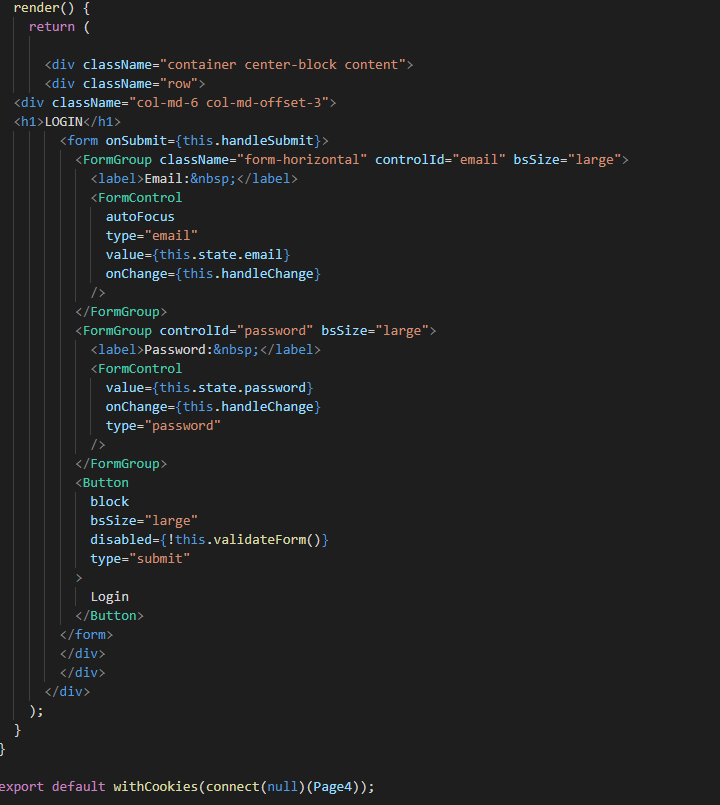 render() {
return (
<div className="container center-block content">
<div className="row">
<div className="col-md-6 col-md-offset-3">
<h1>LOGIN</h1>
<form onSubmit={this.handleSubmit}>
<FormGroup className="form-horizontal" controlId="email" bsSize="large">
<label>Email:&nbsp;</label>
<FormControl
autoFocus
type="email"
value={this.state.email}
onChange={this.handleChange}
/>
</FormGroup>
<FormGroup controlId="password" bsSize="large">
<label>Password:&nbsp;</label>
<FormControl
value={this.state.password}
onChange={this.handleChange}
type="password"
/>
</FormGroup>
<Button
block
bsSize="large"
disabled={!this.validateForm()}
type="submit"
>
Login
</Button>
</form>
</div>
</div>
</div>
);
}
}
export default withCookies(connect(null)(Page4));